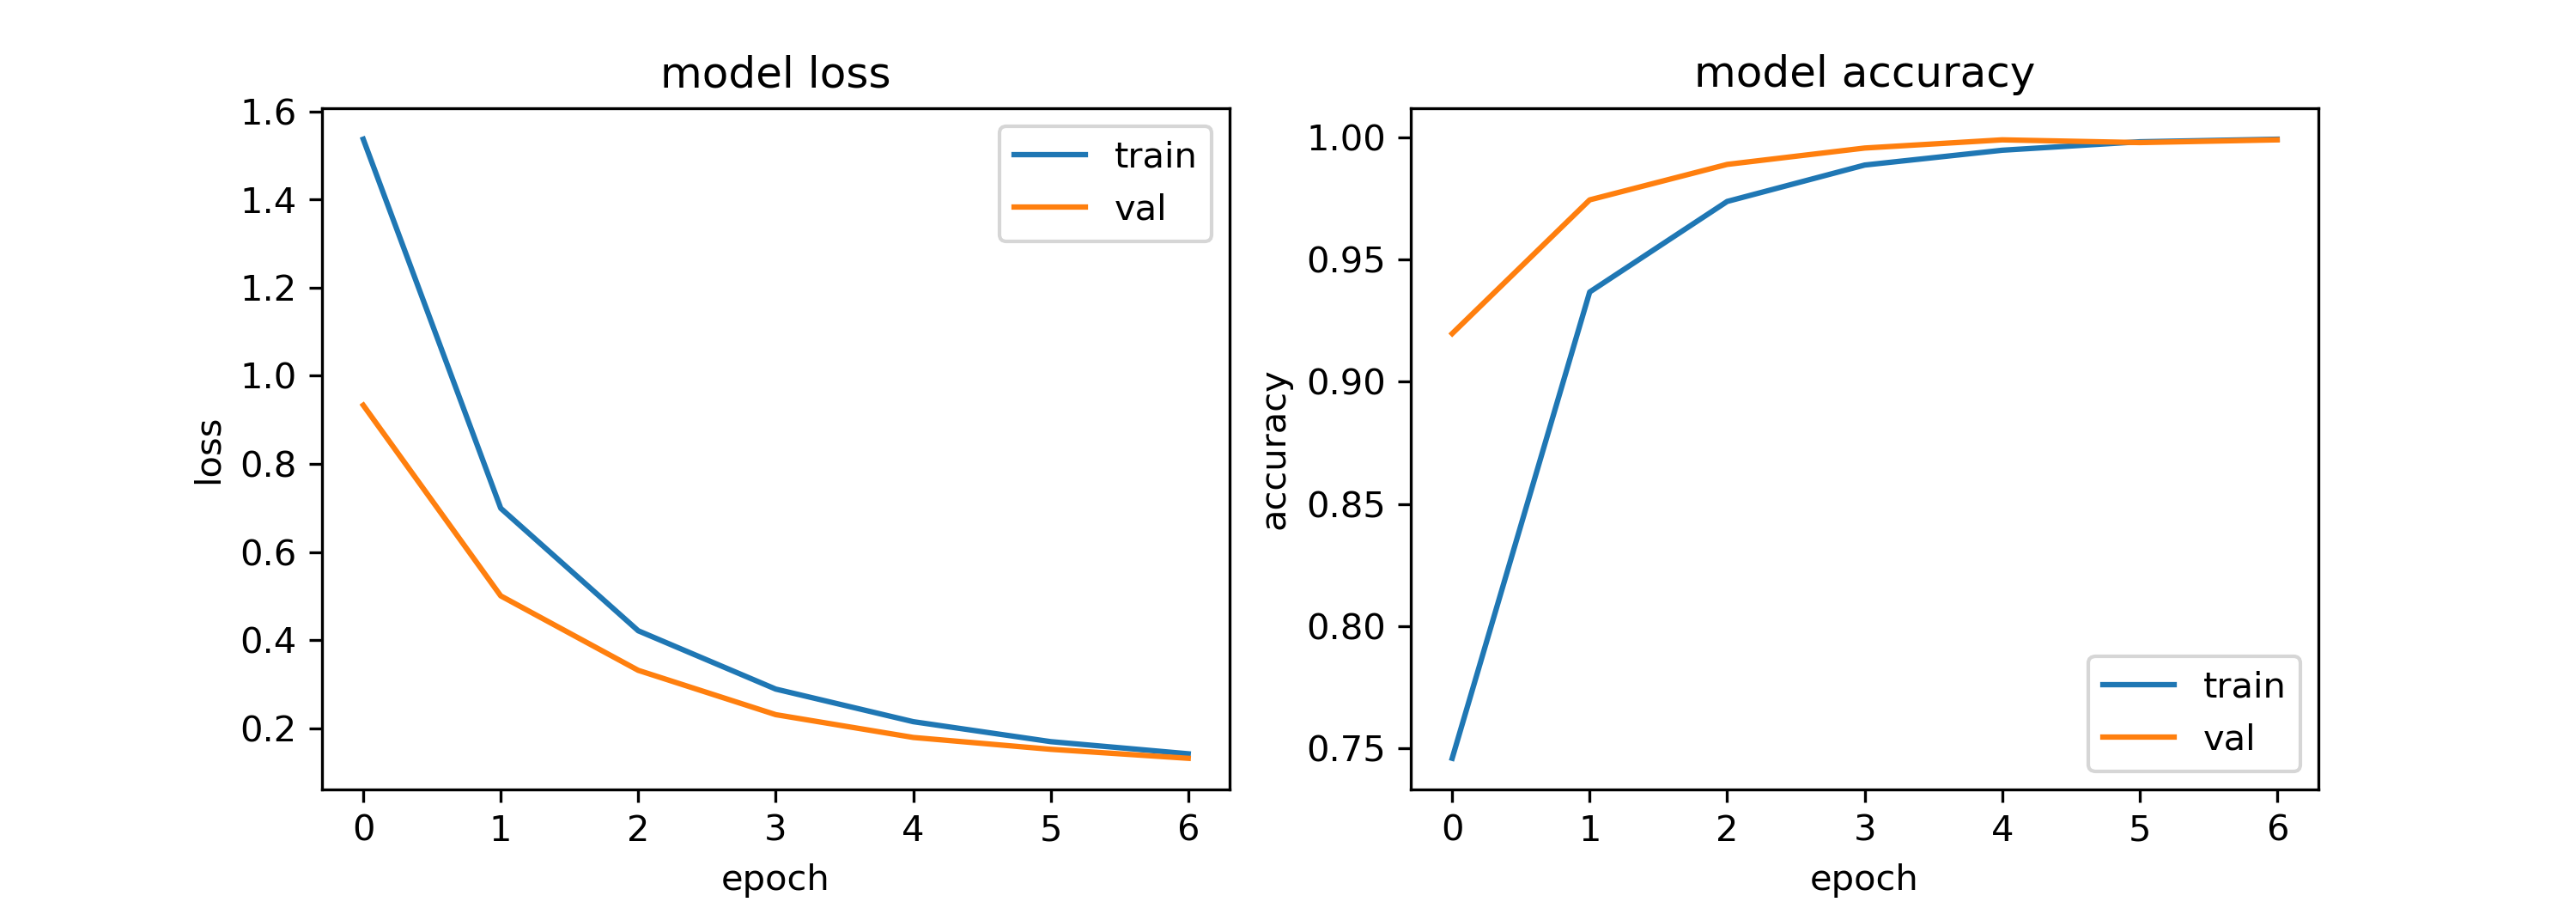 model loss
1.6
1.4
1.2
1.0
0.8
0.6
0.4
0.2
loss
train
val
0 1 2 3 4 5 6
epoch
model accuracy
1.00
0.95
0.90
0.85
0.80
0.75
accuracy
train
val
0 1 2 3 4 5 6
epoch